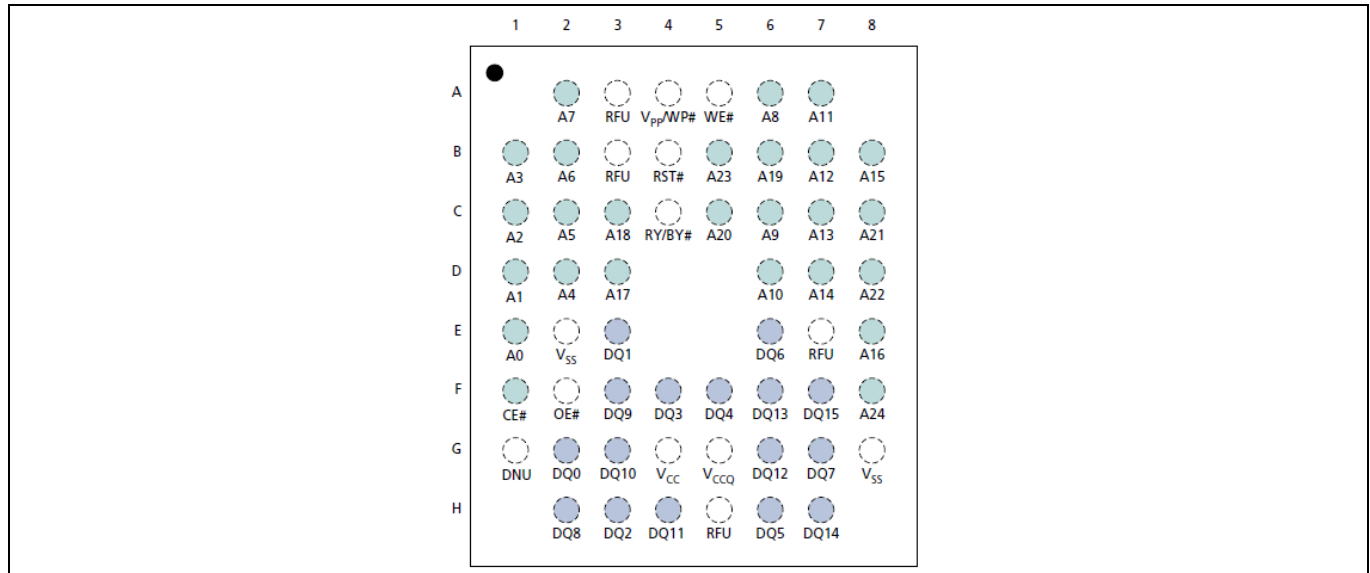 1 2 3 4 5 6 7 8
A
A7 RFU VPP/WP# WE# A8 A11
B
A3 A6 RFU RST# A23 A19 A12 A15
C
A2 A5 A18 RY/BY# A20 A9 A13 A21
D
A1 A4 A17 A10 A14 A22
E
A0 VSS DQ1 DQ6 RFU A16
F
CE# OE# DQ9 DQ3 DQ4 DQ13 DQ15 A24
G
DNU DQ0 DQ10 VCC VCCQ DQ12 DQ7 VSS
H
DQ8 DQ2 DQ11 RFU DQ5 DQ14